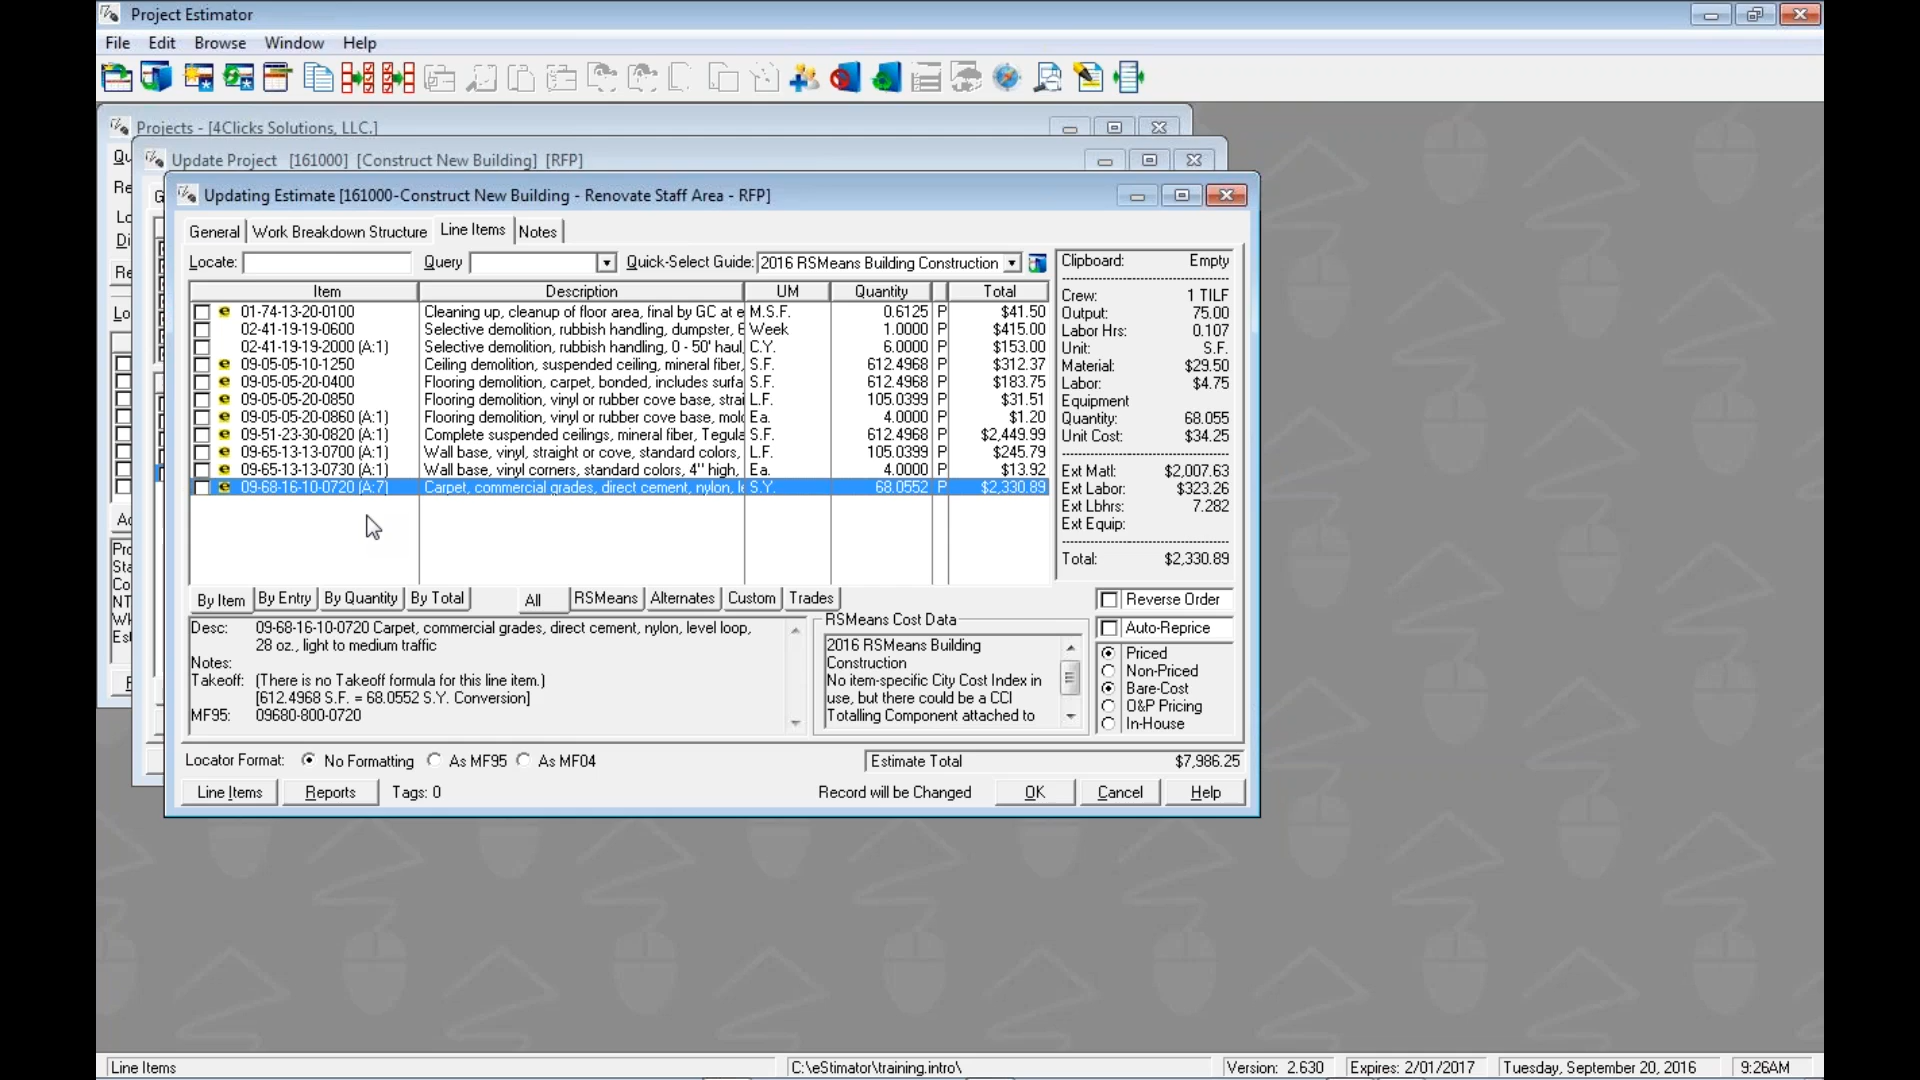 Project Estimator
File Edit Browse Window Help
Projects - [4Clicks Solutions, LLC.]
Update Project [161000] [Construct New Building] [RFP]
Updating Estimate [161000-Construct New Building - Renovate Staff Area - RFP]
General Work Breakdown Structure Line Items Notes
Locate: Query Quick-Select Guide: 2016 RSMeans Building Construction
Item Description UM Quantity Total
01-74-13-20-0100 Cleaning up, cleanup of floor area, final by GC at e M.S.F. 0.6125 P $41.50
02-41-19-19-0600 Selective demolition, rubbish handling, dumpster, 6 Week 1.0000 P $415.00
02-41-19-19-2000 (A:1) Selective demolition, rubbish handling, 0 - 50' haul, C.Y. 6.0000 P $153.00
09-05-05-10-1250 Ceiling demolition, suspended ceiling, mineral fiber, S.F. 612.4968 P $312.37
09-05-05-20-0400 Flooring demolition, carpet, bonded, includes surfa S.F. 612.4968 P $183.75
09-05-05-20-0850 Flooring demolition, vinyl or rubber cove base, strai L.F. 105.0399 P $31.51
09-05-05-20-0860 (A:1) Flooring demolition, vinyl or rubber cove base, mold Ea. 4.0000 P $1.20
09-51-23-30-0820 (A:1) Complete suspended ceilings, mineral fiber, Tegula S.F. 612.4968 P $2,449.99
09-65-13-13-0700 (A:1) Wall base, vinyl, straight or cove, standard colors, L.F. 105.0399 P $245.79
09-65-13-13-0730 (A:1) Wall base, vinyl corners, standard colors, 4" high, Ea. 4.0000 P $13.92
09-68-16-10-0720 (A:7) Carpet, commercial grades, direct cement, nylon, le S.Y. 68.0552 P $2,330.89
Clipboard: Empty
Crew: 1 TILF
Output: 75.00
Labor Hrs: 0.107
Unit: S.F.
Material: $29.50
Labor: $4.75
Equipment
Quantity: 68.055
Unit Cost: $34.25
Ext Matl: $2,007.63
Ext Labor: $323.26
Ext Lbhrs: 7.282
Ext Equip:
Total: $2,330.89
By Item By Entry By Quantity By Total All RSMeans Alternates Custom Trades
Reverse Order
Auto-Reprice
Priced
Non-Priced
Bare-Cost
O&P Pricing
In-House
Desc: 09-68-16-10-0720 Carpet, commercial grades, direct cement, nylon, level loop,
28 oz., light to medium traffic
Notes:
Takeoff: (There is no Takeoff formula for this line item.)
[612.4968 S.F. = 68.0552 S.Y. Conversion]
MF95: 09680-800-0720
RSMeans Cost Data
2016 RSMeans Building
Construction
No item-specific City Cost Index in
use, but there could be a CCI
Totalling Component attached to
Locator Format: No Formatting As MF95 As MF04
Estimate Total $7,986.25
Line Items Reports Tags: 0 Record will be Changed OK Cancel Help
Line Items C:\eStimator\training.intro\ Version: 2.630 Expires: 2/01/2017 Tuesday, September 20, 2016 9:26AM